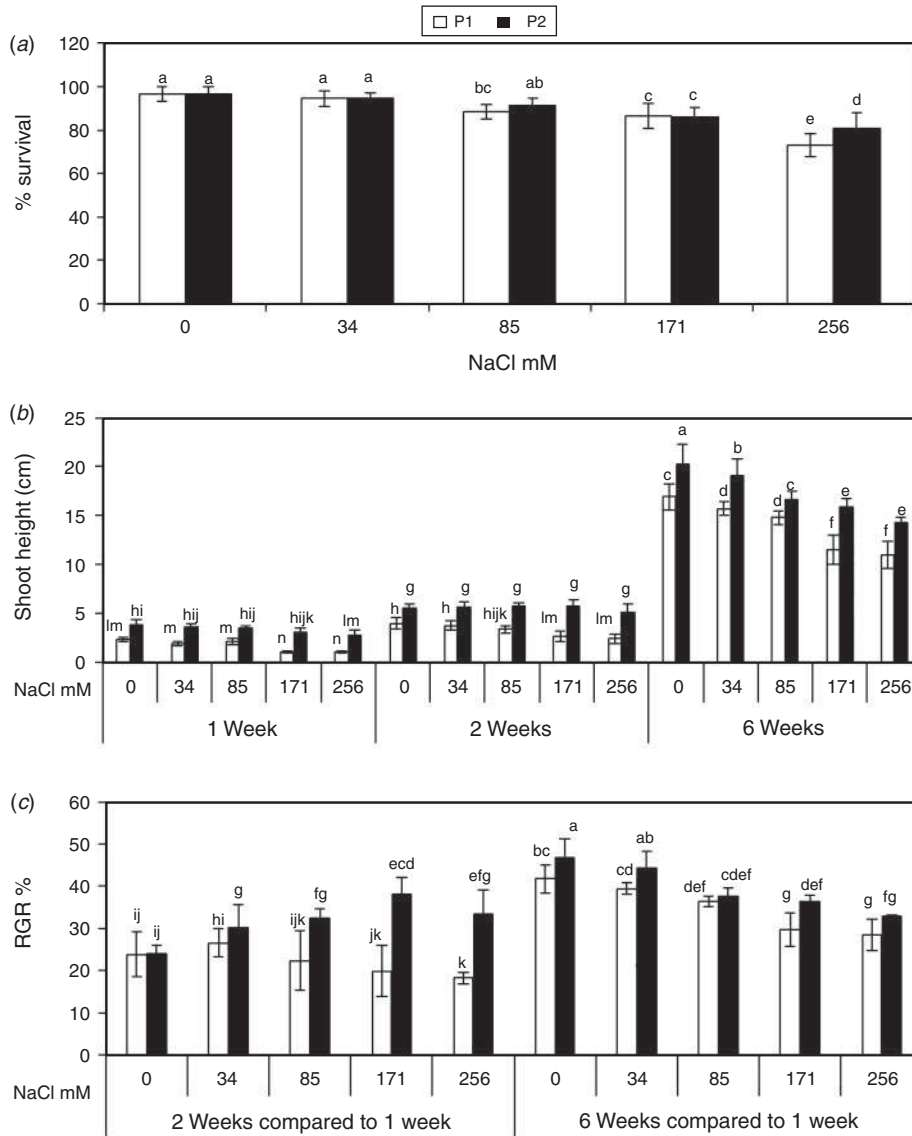 P1 P2
(a)
120
100
80
60
40
20
0
% survival
a a a a bc ab c c e d
0 34 85 171 256
NaCl mM
(b)
25
20
15
10
5
0
Shoot height (cm)
lm hi m hij m hij n hijk n lm h g h g hijk g lm g lm g c a d b d c f e f e
NaCl mM 0 34 85 171 256 0 34 85 171 256 0 34 85 171 256
1 Week 2 Weeks 6 Weeks
(c)
60
50
40
30
20
10
0
RGR %
ij ij hi g ijk fg jk ecd k efg bc a cd ab def cdef g def g fg
NaCl mM 0 34 85 171 256 0 34 85 171 256
2 Weeks compared to 1 week 6 Weeks compared to 1 week